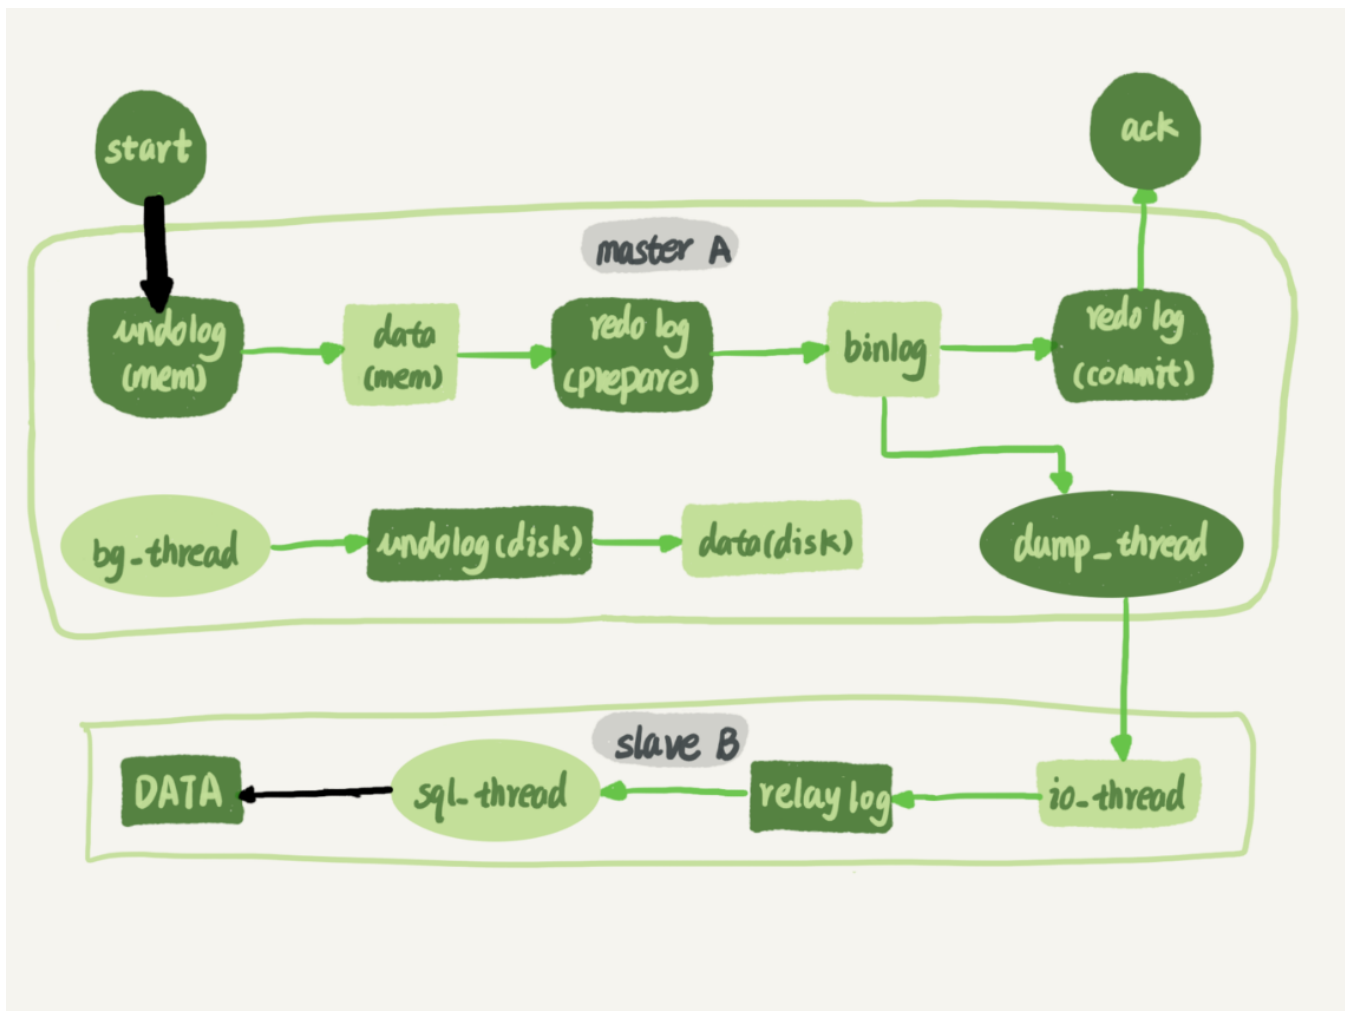 start
ack
master A
undolog
(mem)
data
(mem)
redo log
(prepare)
binlog
redo log
(commit)
bg_thread
undolog(disk)
data(disk)
dump_thread
slave B
DATA
sql_thread
relay log
io_thread